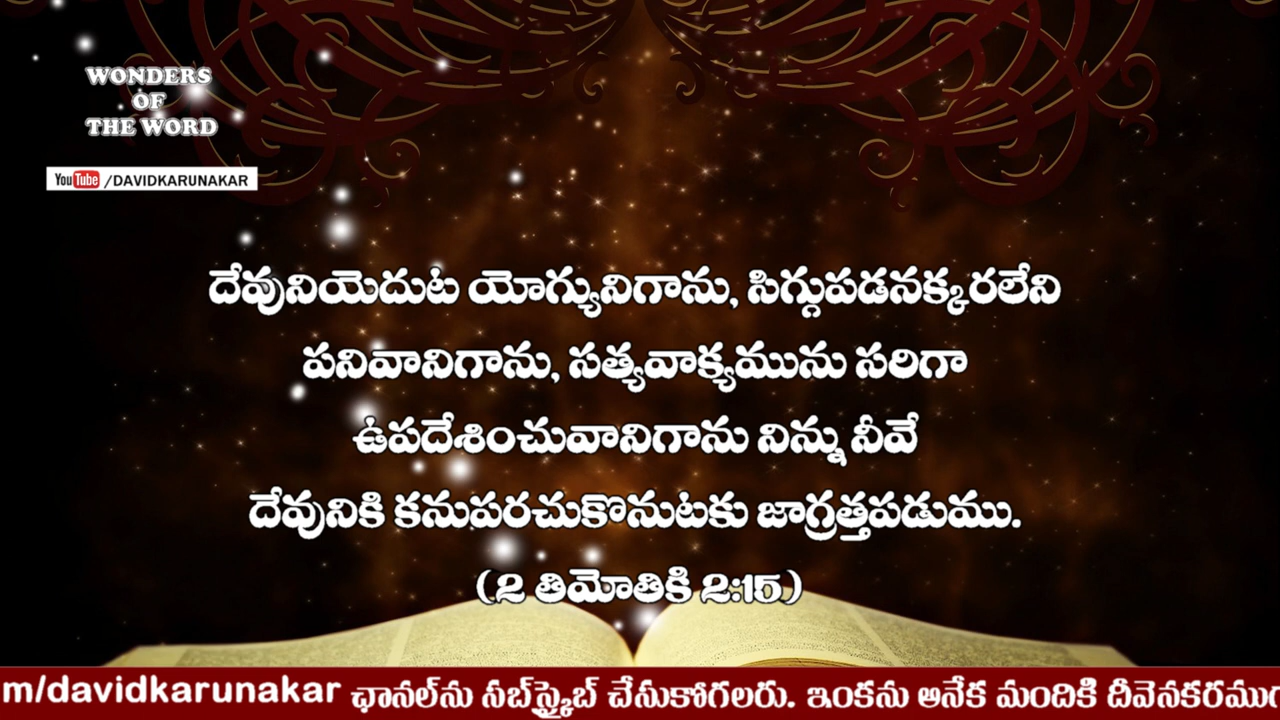 WONDERS
OF
THE WORD
YouTube /DAVIDKARUNAKAR
దేవునియెదుట యోగ్యునిగాను, సిగ్గుపడనక్కరలేని
పనివానిగాను, సత్యవాక్యమును సరిగా
ఉపదేశించువానిగాను నిన్ను నీవే
దేవునికి కనుపరచుకొనుటకు జాగ్రత్తపడుము.
(2 తిమోతికి 2:15)
m/davidkarunakar ఛానల్‌ను సబ్‌స్క్రైబ్ చేసుకోగలరు. ఇంకను అనేక మందికి దీవెనకరము